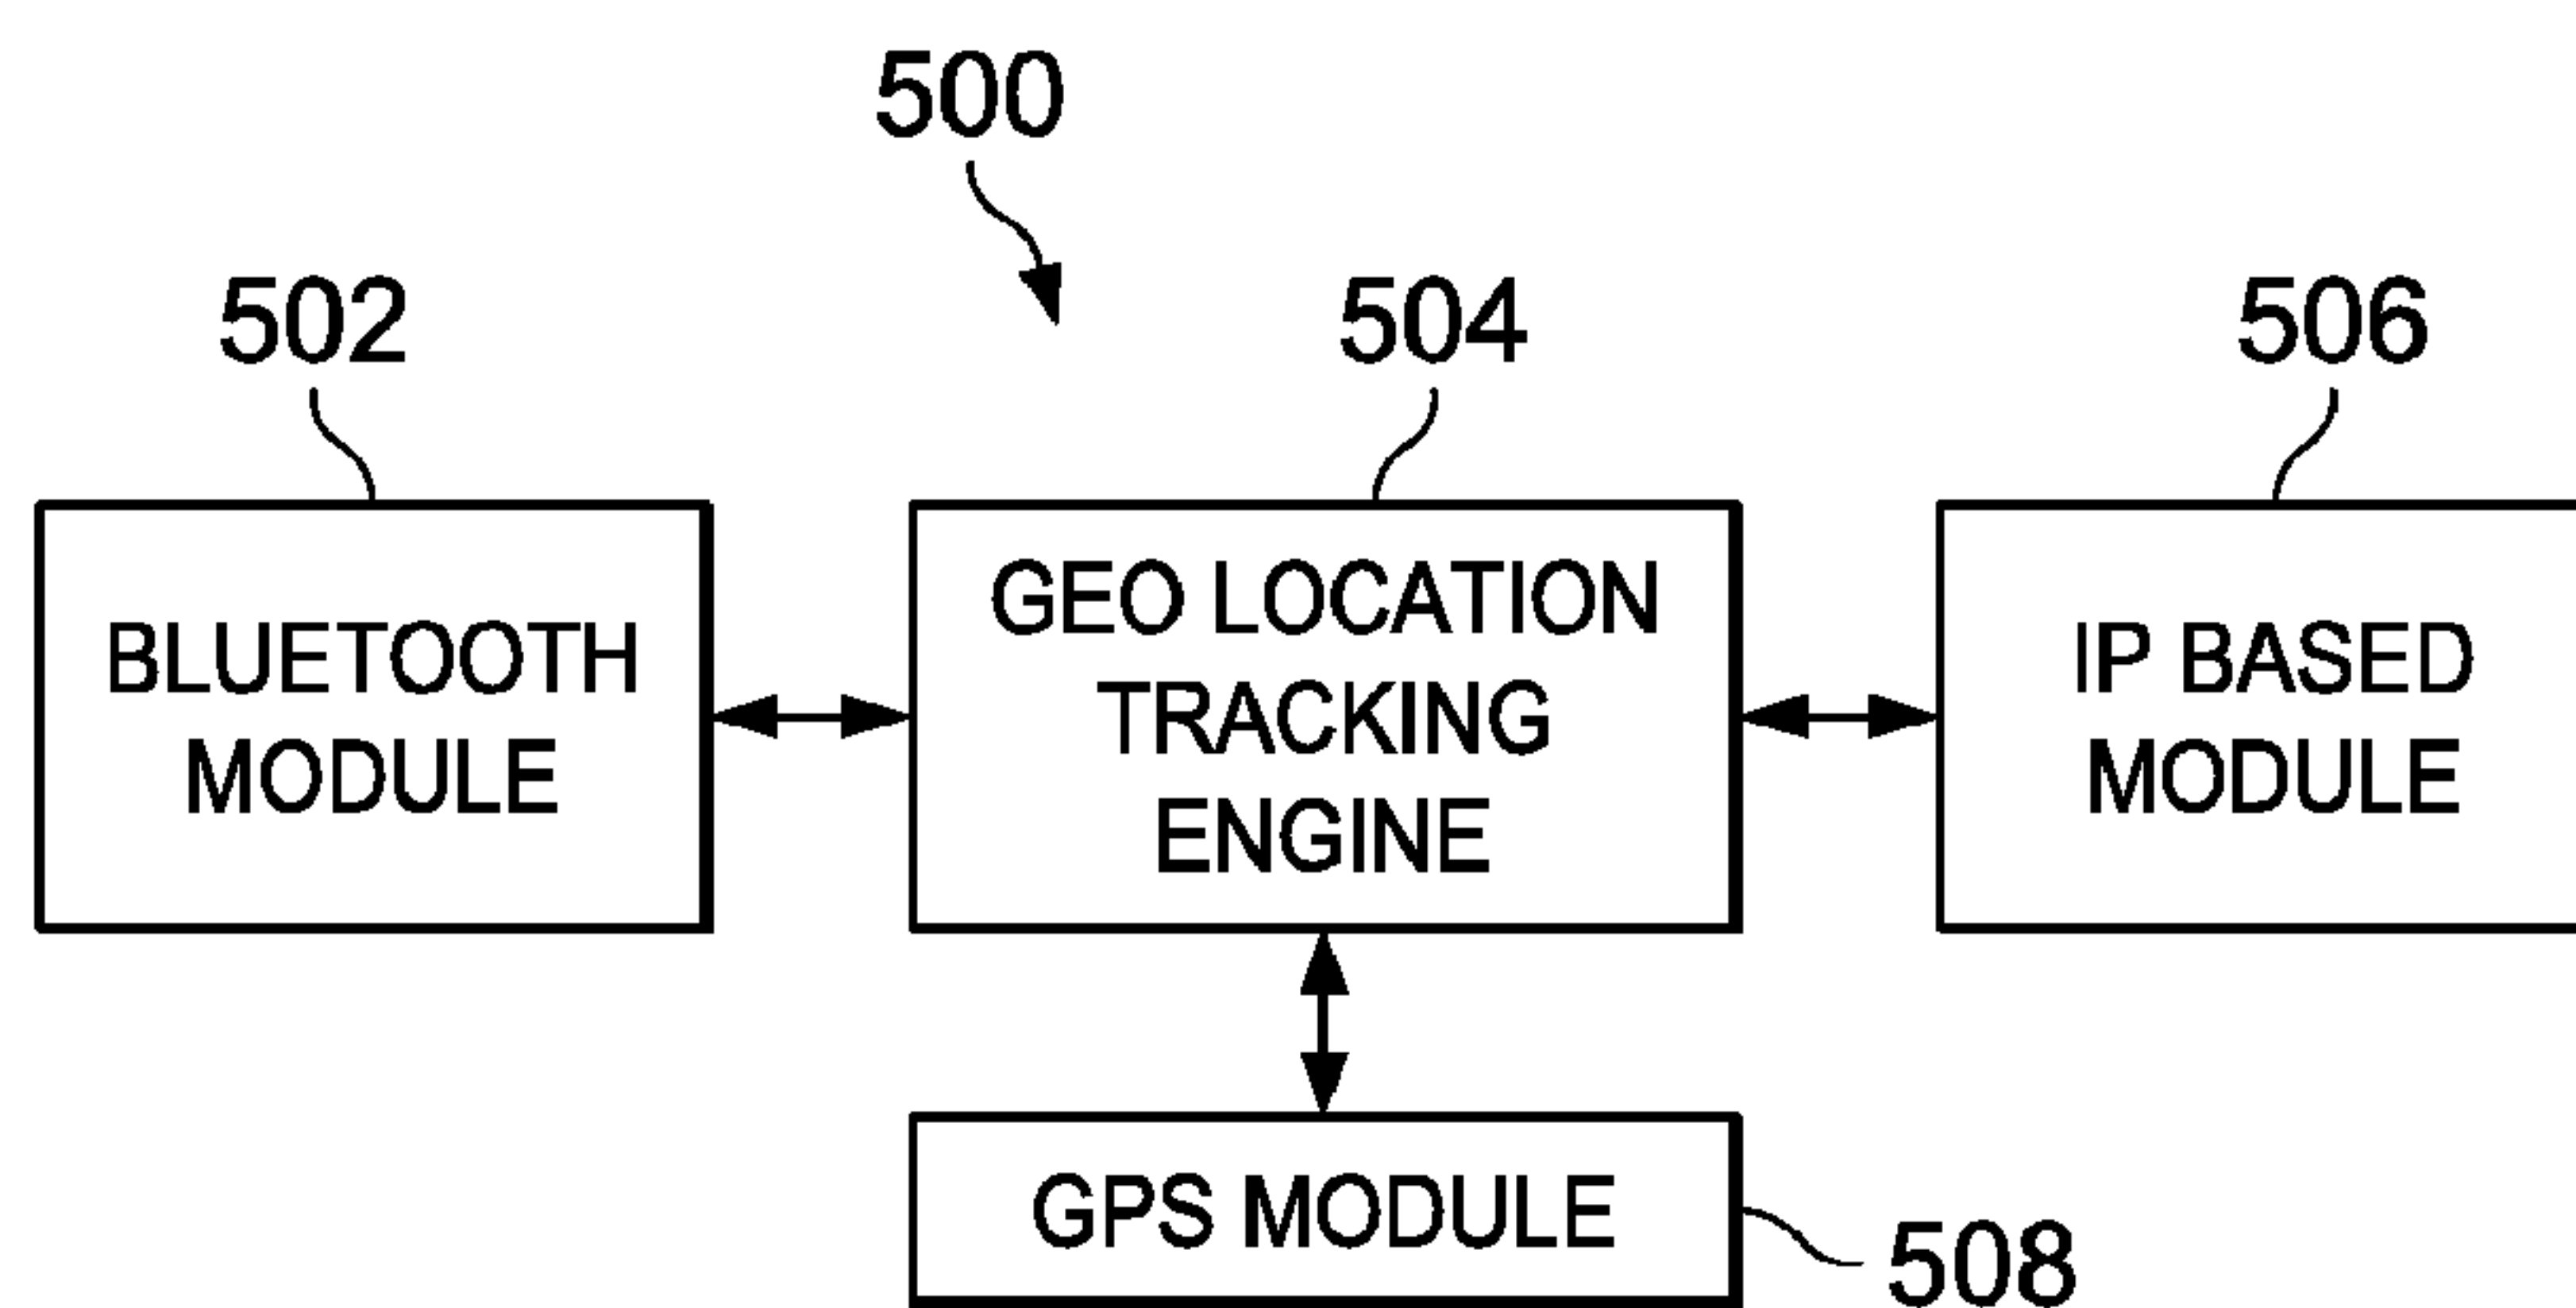 500
502
504
506
BLUETOOTH
MODULE
GEO LOCATION
TRACKING
ENGINE
IP BASED
MODULE
GPS MODULE
508